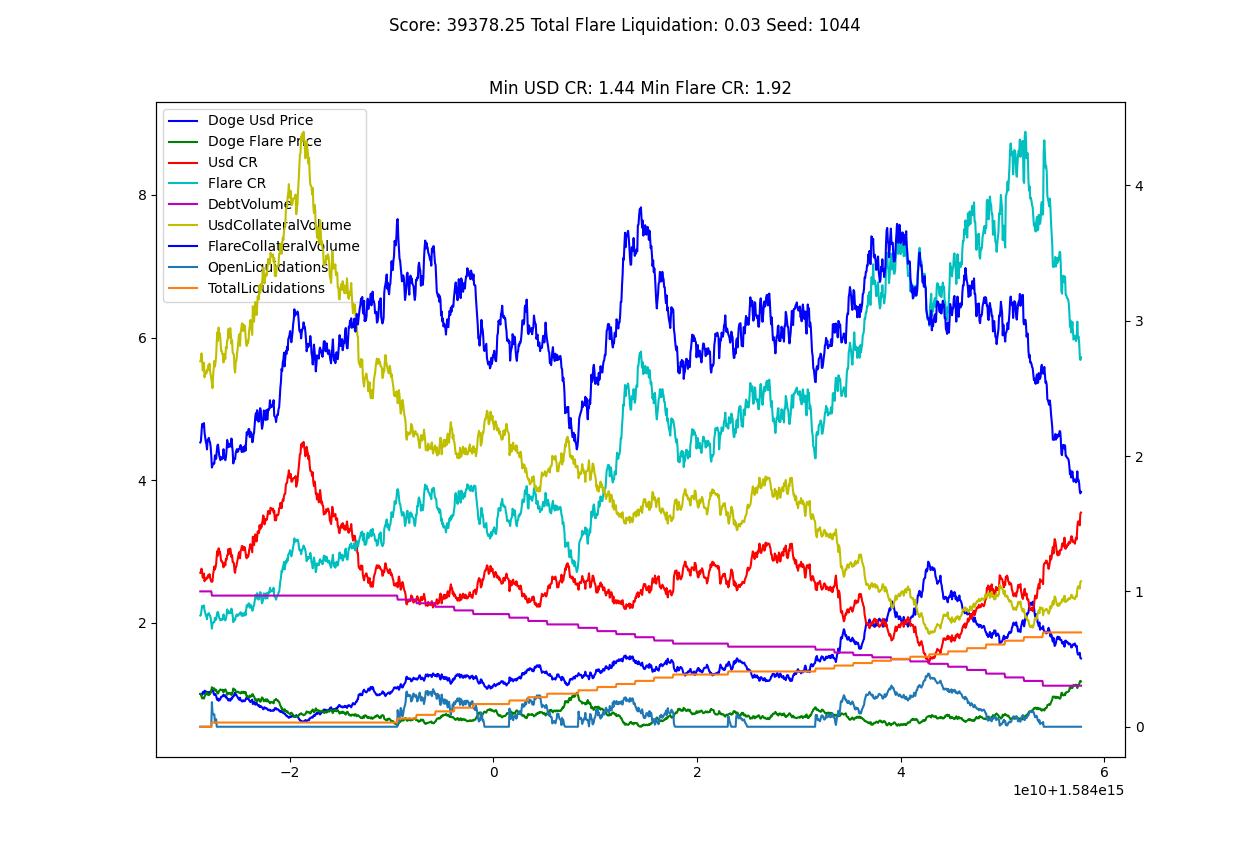 Score: 39378.25 Total Flare Liquidation: 0.03 Seed: 1044
Min USD CR: 1.44 Min Flare CR: 1.92
Doge Usd Price
Doge Flare Price
Usd CR
Flare CR
DebtVolume
UsdCollateralVolume
FlareCollateralVolume
OpenLiquidations
TotalLiquidations
8
6
4
2
4
3
2
1
0
−2
0
2
4
6
1e10+1.584e15